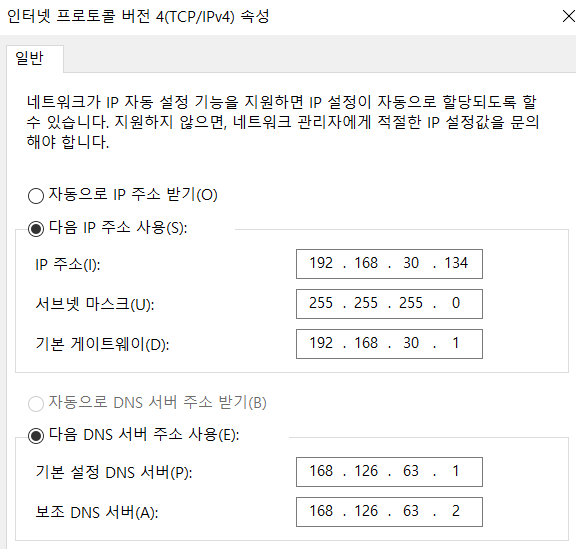 인터넷 프로토콜 버전 4(TCP/IPv4) 속성
일반
네트워크가 IP 자동 설정 기능을 지원하면 IP 설정이 자동으로 할당되도록 할
수 있습니다. 지원하지 않으면, 네트워크 관리자에게 적절한 IP 설정값을 문의
해야 합니다.
자동으로 IP 주소 받기(O)
다음 IP 주소 사용(S):
IP 주소(I): 192 . 168 . 30 . 134
서브넷 마스크(U): 255 . 255 . 255 . 0
기본 게이트웨이(D): 192 . 168 . 30 . 1
자동으로 DNS 서버 주소 받기(B)
다음 DNS 서버 주소 사용(E):
기본 설정 DNS 서버(P): 168 . 126 . 63 . 1
보조 DNS 서버(A): 168 . 126 . 63 . 2